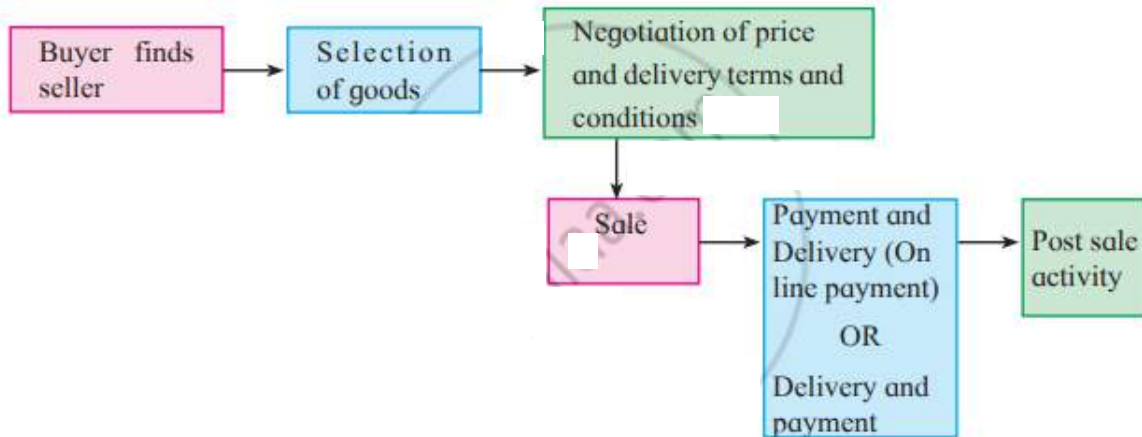 Buyer finds
seller
Selection
of goods
Negotiation of price
and delivery terms and
conditions
Sale
Payment and
Delivery (On
line payment)
OR
Delivery and
payment
Post sale
activity